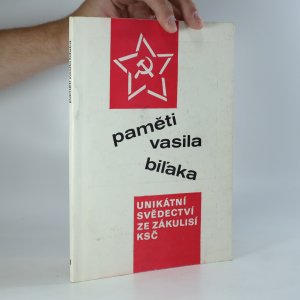 paměti
vasila
biľaka
UNIKÁTNÍ
SVĚDECTVÍ
ZE ZÁKULISÍ
KSČ